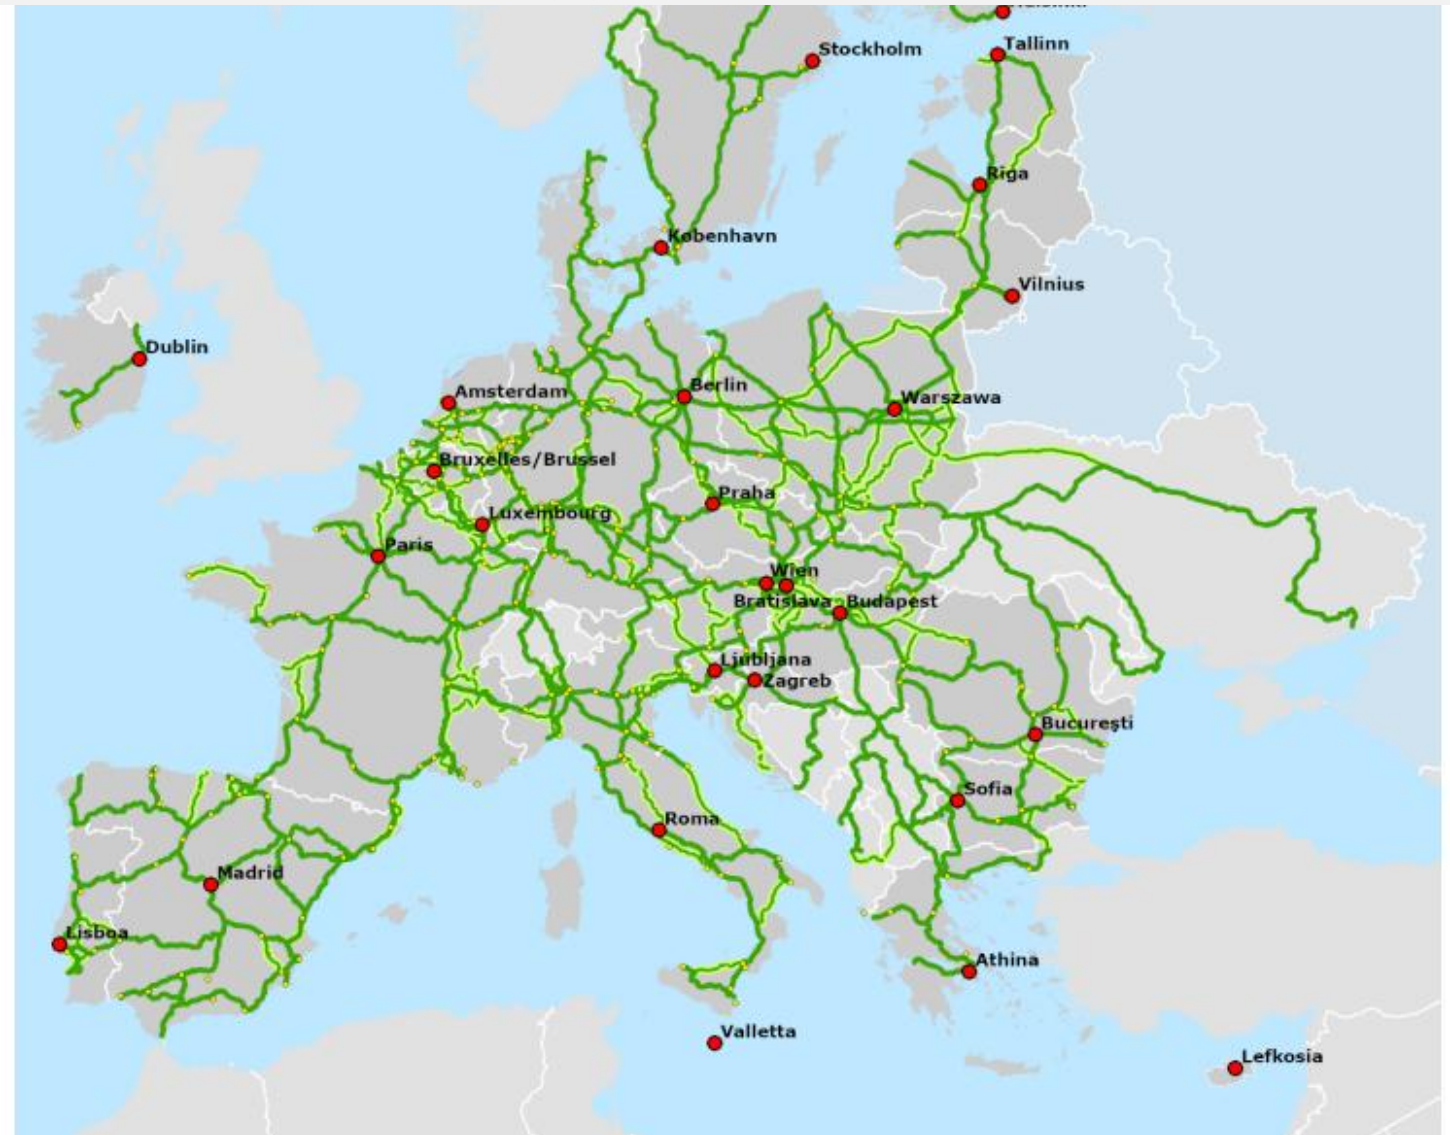 Stockholm
Tallinn
Riga
København
Vilnius
Dublin
Amsterdam
Berlin
Warszawa
Bruxelles/Brussel
Praha
Luxembourg
Paris
Wien
Bratislava
Budapest
Ljubljana
Zagreb
Bucureşti
Sofia
Roma
Madrid
Lisboa
Athina
Valletta
Lefkosia